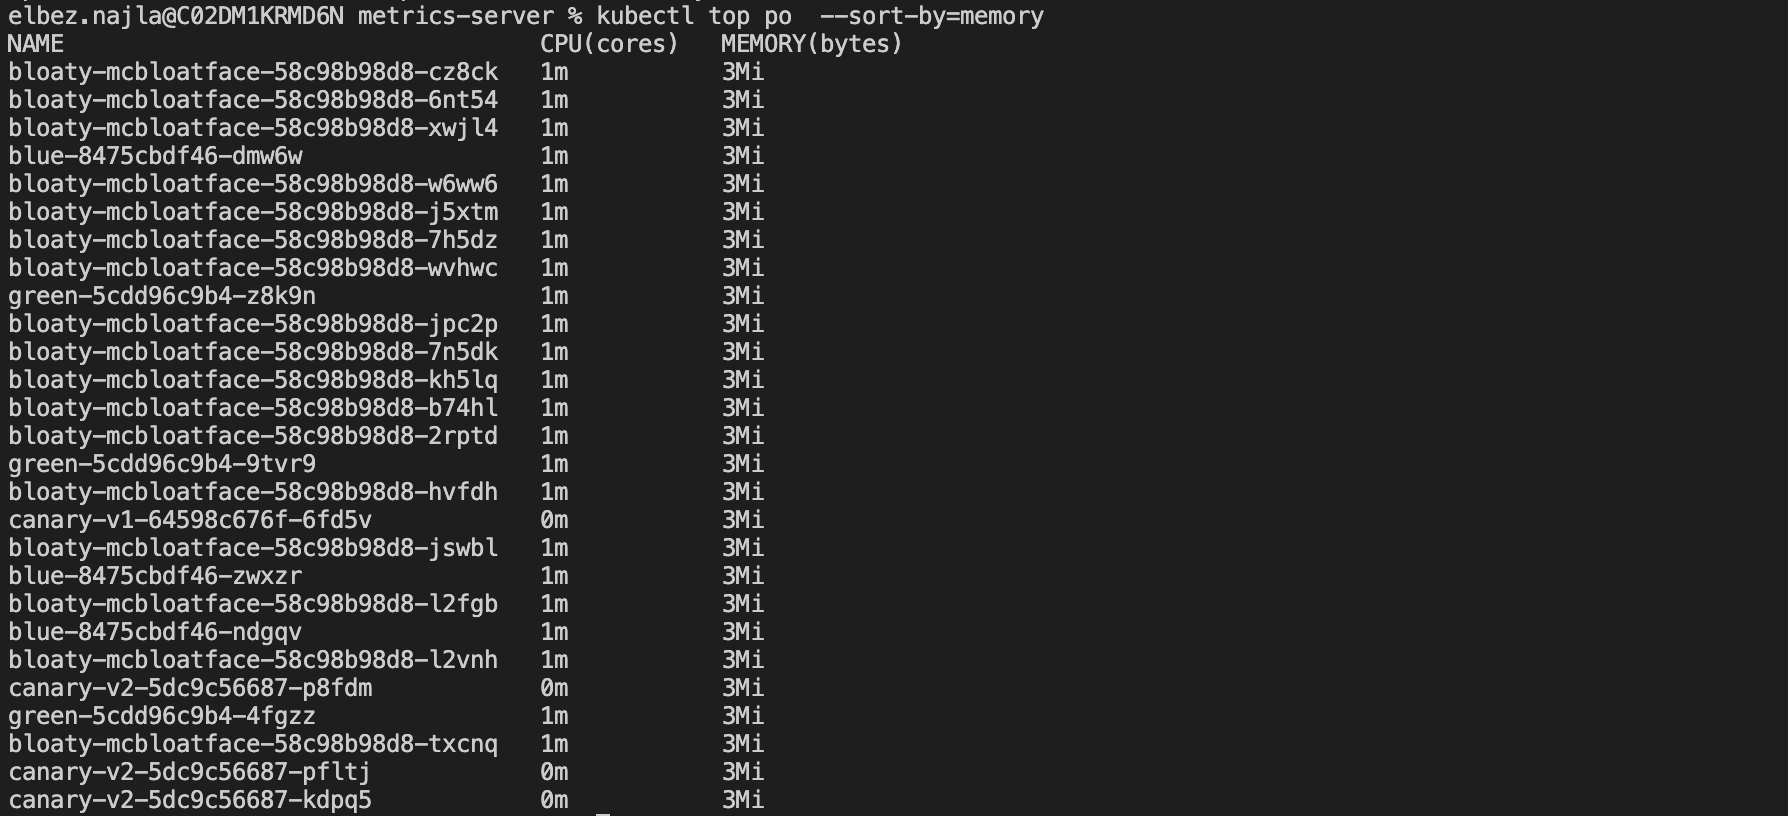 elbez.najla@C02DM1KRMD6N metrics-server % kubectl top po  --sort-by=memory
NAME                                  CPU(cores)   MEMORY(bytes)
bloaty-mcbloatface-58c98b98d8-cz8ck   1m           3Mi
bloaty-mcbloatface-58c98b98d8-6nt54   1m           3Mi
bloaty-mcbloatface-58c98b98d8-xwjl4   1m           3Mi
blue-8475cbdf46-dmw6w                 1m           3Mi
bloaty-mcbloatface-58c98b98d8-w6ww6   1m           3Mi
bloaty-mcbloatface-58c98b98d8-j5xtm   1m           3Mi
bloaty-mcbloatface-58c98b98d8-7h5dz   1m           3Mi
bloaty-mcbloatface-58c98b98d8-wvhwc   1m           3Mi
green-5cdd96c9b4-z8k9n                1m           3Mi
bloaty-mcbloatface-58c98b98d8-jpc2p   1m           3Mi
bloaty-mcbloatface-58c98b98d8-7n5dk   1m           3Mi
bloaty-mcbloatface-58c98b98d8-kh5lq   1m           3Mi
bloaty-mcbloatface-58c98b98d8-b74hl   1m           3Mi
bloaty-mcbloatface-58c98b98d8-2rptd   1m           3Mi
green-5cdd96c9b4-9tvr9                1m           3Mi
bloaty-mcbloatface-58c98b98d8-hvfdh   1m           3Mi
canary-v1-64598c676f-6fd5v            0m           3Mi
bloaty-mcbloatface-58c98b98d8-jswbl   1m           3Mi
blue-8475cbdf46-zwxzr                 1m           3Mi
bloaty-mcbloatface-58c98b98d8-l2fgb   1m           3Mi
blue-8475cbdf46-ndgqv                 1m           3Mi
bloaty-mcbloatface-58c98b98d8-l2vnh   1m           3Mi
canary-v2-5dc9c56687-p8fdm            0m           3Mi
green-5cdd96c9b4-4fgzz                1m           3Mi
bloaty-mcbloatface-58c98b98d8-txcnq   1m           3Mi
canary-v2-5dc9c56687-pfltj            0m           3Mi
canary-v2-5dc9c56687-kdpq5            0m           3Mi